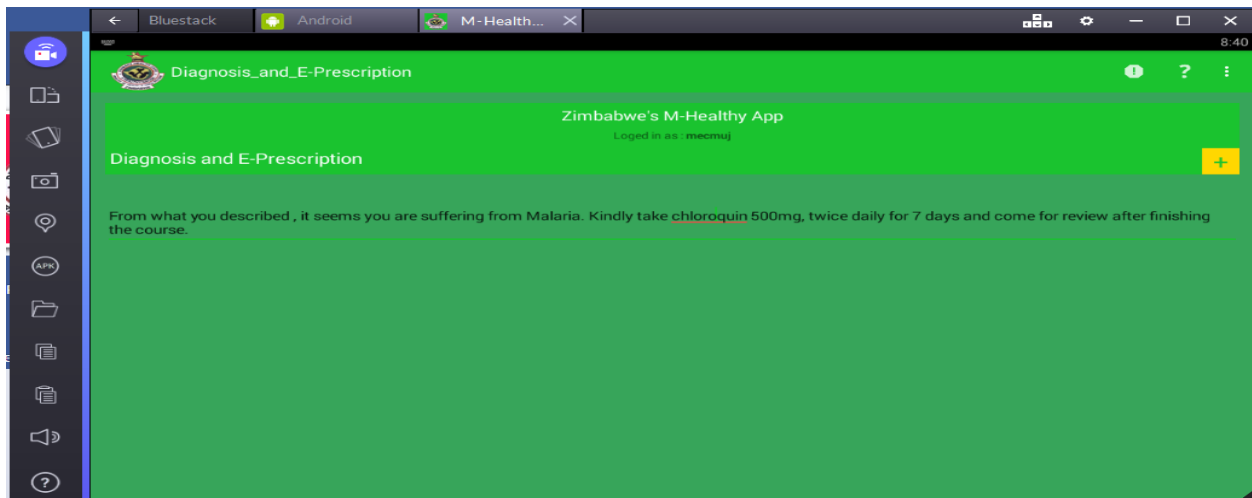 Bluestack Android M-Health...
8:40
Diagnosis_and_E-Prescription
Zimbabwe's M-Healthy App
Loged in as : mecmuj
Diagnosis and E-Prescription
+
From what you described , it seems you are suffering from Malaria. Kindly take chloroquin 500mg, twice daily for 7 days and come for review after finishing
the course.
APK